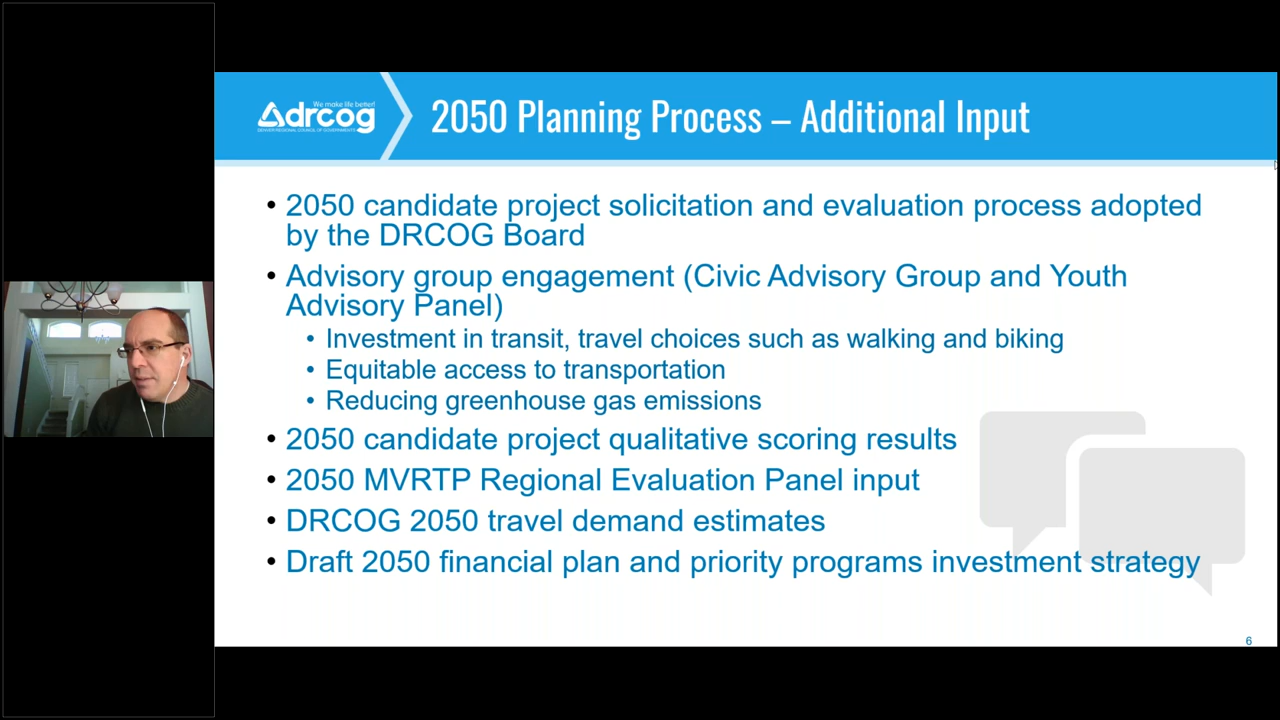 We make life better!
drcog
DENVER REGIONAL COUNCIL OF GOVERNMENTS
2050 Planning Process – Additional Input
• 2050 candidate project solicitation and evaluation process adopted
by the DRCOG Board
• Advisory group engagement (Civic Advisory Group and Youth
Advisory Panel)
• Investment in transit, travel choices such as walking and biking
• Equitable access to transportation
• Reducing greenhouse gas emissions
• 2050 candidate project qualitative scoring results
• 2050 MVRTP Regional Evaluation Panel input
• DRCOG 2050 travel demand estimates
• Draft 2050 financial plan and priority programs investment strategy
6